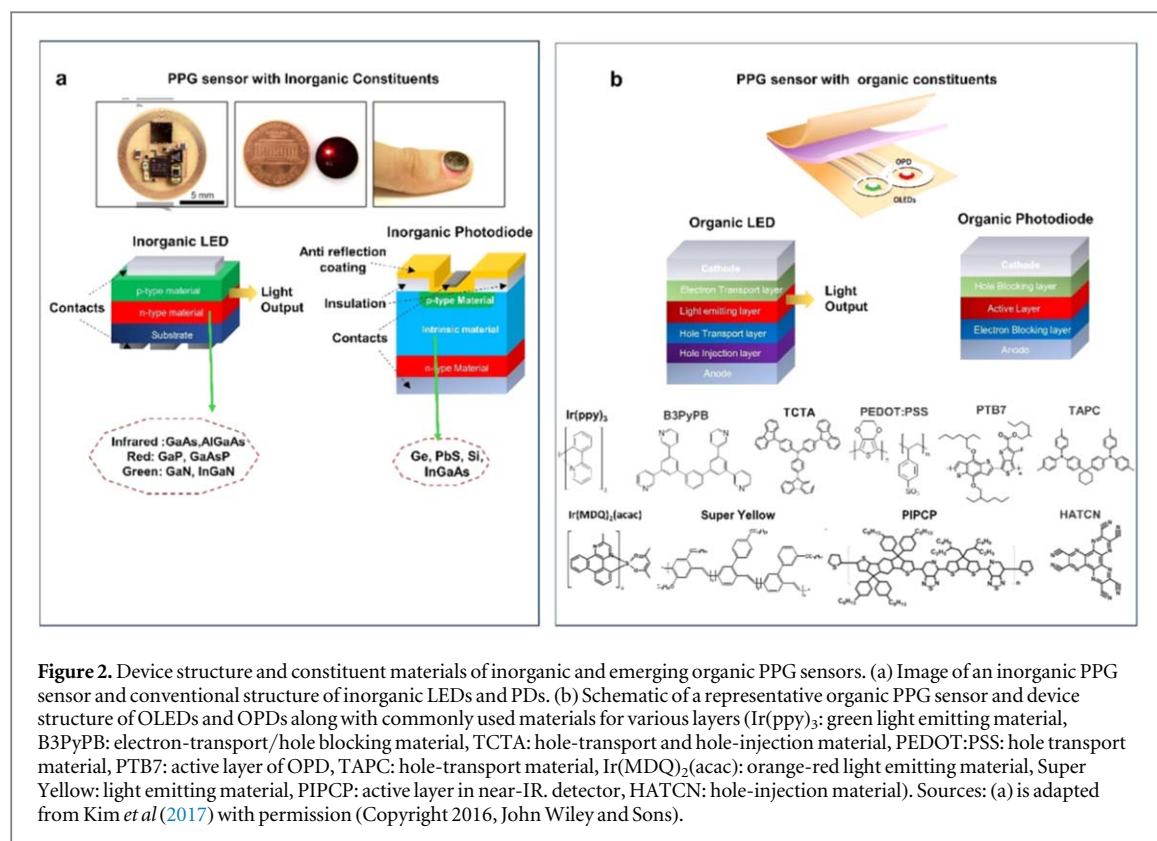 a
PPG sensor with Inorganic Constituents
5 mm
Inorganic LED
Contacts
p-type material
n-type material
Substrate
Light
Output
Inorganic Photodiode
Anti reflection
coating
Insulation
Contacts
p-type Material
Intrinsic material
n-type Material
Infrared :GaAs,AlGaAs
Red: GaP, GaAsP
Green: GaN, InGaN
Ge, PbS, Si,
InGaAs
b
PPG sensor with organic constituents
OPD
OLEDs
Organic LED
Cathode
Electron Transport layer
Light emitting layer
Hole Transport layer
Hole Injection layer
Anode
Light
Output
Organic Photodiode
Cathode
Hole Blocking layer
Active Layer
Electron Blocking layer
Anode
Ir(ppy)₃
B3PyPB
TCTA
PEDOT:PSS
PTB7
TAPC
Ir(MDQ)₂(acac)
Super Yellow
PIPCP
HATCN
Figure 2. Device structure and constituent materials of inorganic and emerging organic PPG sensors. (a) Image of an inorganic PPG
sensor and conventional structure of inorganic LEDs and PDs. (b) Schematic of a representative organic PPG sensor and device
structure of OLEDs and OPDs along with commonly used materials for various layers (Ir(ppy)₃: green light emitting material,
B3PyPB: electron-transport/hole blocking material, TCTA: hole-transport and hole-injection material, PEDOT:PSS: hole transport
material, PTB7: active layer of OPD, TAPC: hole-transport material, Ir(MDQ)₂(acac): orange-red light emitting material, Super
Yellow: light emitting material, PIPCP: active layer in near-IR. detector, HATCN: hole-injection material). Sources: (a) is adapted
from Kim et al (2017) with permission (Copyright 2016, John Wiley and Sons).